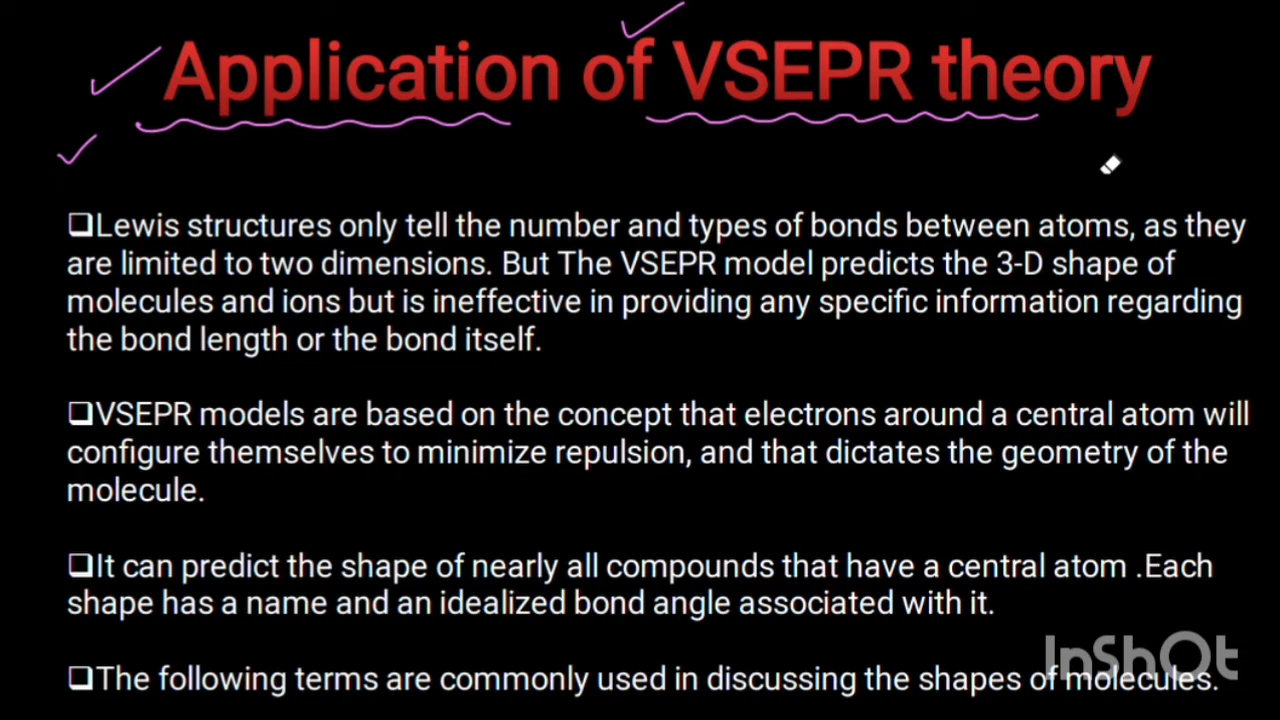 Application of VSEPR theory
❑Lewis structures only tell the number and types of bonds between atoms, as they
are limited to two dimensions. But The VSEPR model predicts the 3-D shape of
molecules and ions but is ineffective in providing any specific information regarding
the bond length or the bond itself.
❑VSEPR models are based on the concept that electrons around a central atom will
configure themselves to minimize repulsion, and that dictates the geometry of the
molecule.
❑It can predict the shape of nearly all compounds that have a central atom .Each
shape has a name and an idealized bond angle associated with it.
❑The following terms are commonly used in discussing the shapes of molecules.
InShOt